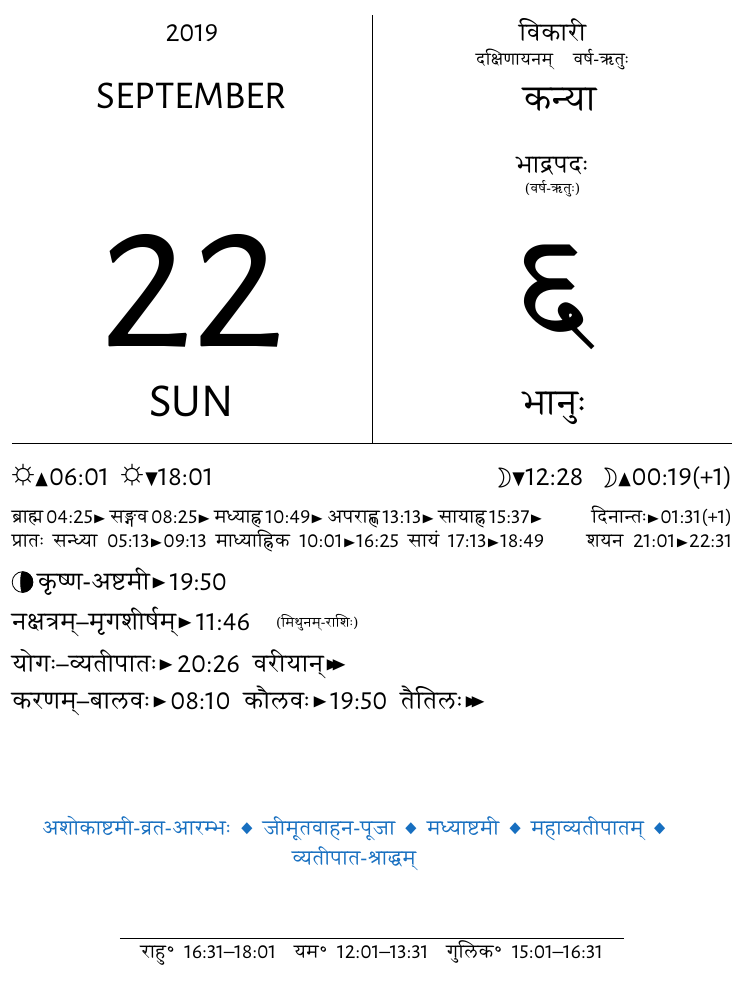 2019
SEPTEMBER
22
SUN
विकारी
दक्षिणायनम् वर्ष-ऋतुः
कन्या
भाद्रपदः
(वर्ष-ऋतुः)
६
भानुः
☼▲06:01 ☼▼18:01 ☽▼12:28 ☽▲00:19(+1)
ब्राह्म 04:25► सङ्गव 08:25► मध्याह्न 10:49► अपराह्ण 13:13► सायाह्न 15:37► दिनान्तः►01:31(+1)
प्रातः सन्ध्या 05:13►09:13 माध्याह्निक 10:01►16:25 सायं 17:13►18:49 शयन 21:01►22:31
कृष्ण-अष्टमी►19:50
नक्षत्रम्–मृगशीर्षम्►11:46 (मिथुनम्-राशिः)
योगः–व्यतीपातः►20:26 वरीयान्►►
करणम्–बालवः►08:10 कौलवः►19:50 तैतिलः►►
अशोकाष्टमी-व्रत-आरम्भः ◆ जीमूतवाहन-पूजा ◆ मध्याष्टमी ◆ महाव्यतीपातम् ◆
व्यतीपात-श्राद्धम्
राहु° 16:31–18:01 यम° 12:01–13:31 गुलिक° 15:01–16:31